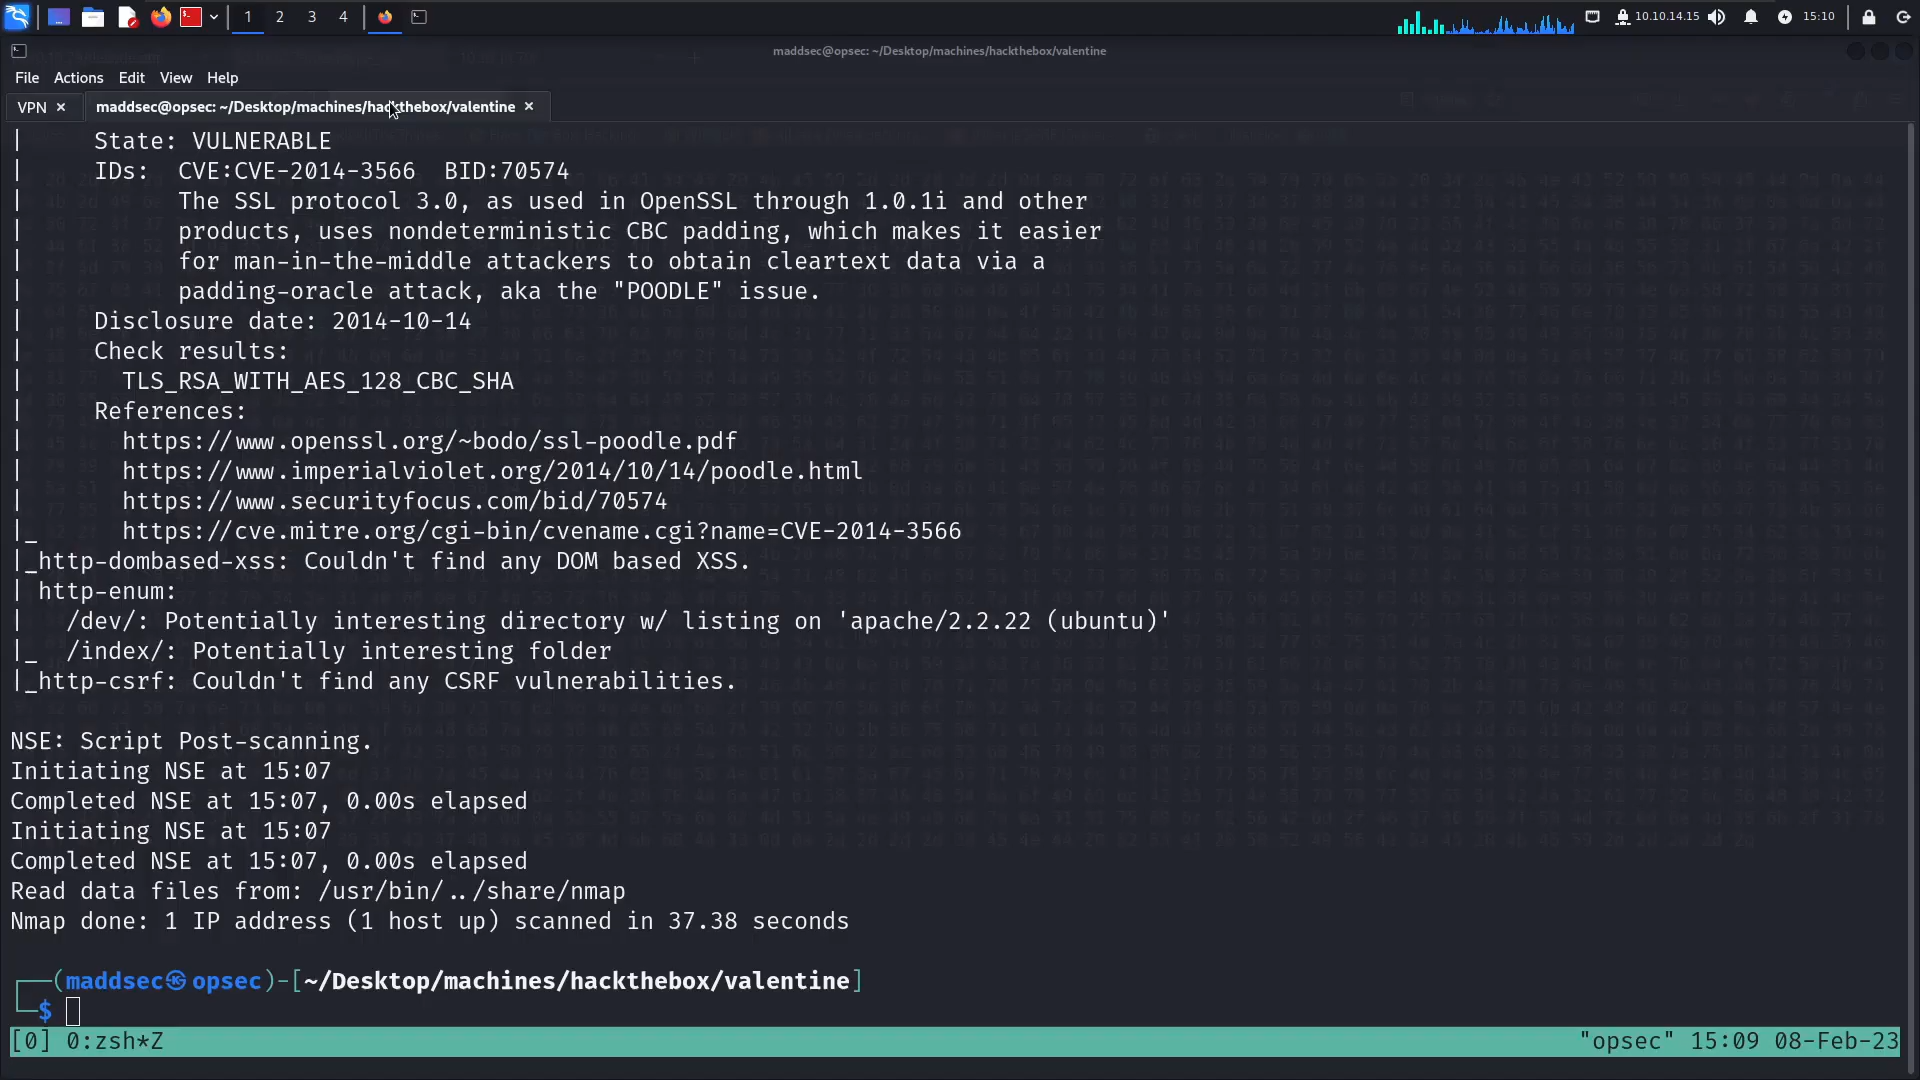 1 2 3 4 10.10.14.15 15:10
maddsec@opsec: ~/Desktop/machines/hackthebox/valentine
File Actions Edit View Help
VPN × maddsec@opsec: ~/Desktop/machines/hackthebox/valentine ×
|     State: VULNERABLE
|     IDs:  CVE:CVE-2014-3566  BID:70574
|           The SSL protocol 3.0, as used in OpenSSL through 1.0.1i and other
|           products, uses nondeterministic CBC padding, which makes it easier
|           for man-in-the-middle attackers to obtain cleartext data via a
|           padding-oracle attack, aka the "POODLE" issue.
|     Disclosure date: 2014-10-14
|     Check results:
|       TLS_RSA_WITH_AES_128_CBC_SHA
|     References:
|       https://www.openssl.org/~bodo/ssl-poodle.pdf
|       https://www.imperialviolet.org/2014/10/14/poodle.html
|       https://www.securityfocus.com/bid/70574
|_      https://cve.mitre.org/cgi-bin/cvename.cgi?name=CVE-2014-3566
|_http-dombased-xss: Couldn't find any DOM based XSS.
| http-enum:
|   /dev/: Potentially interesting directory w/ listing on 'apache/2.2.22 (ubuntu)'
|_  /index/: Potentially interesting folder
|_http-csrf: Couldn't find any CSRF vulnerabilities.
NSE: Script Post-scanning.
Initiating NSE at 15:07
Completed NSE at 15:07, 0.00s elapsed
Initiating NSE at 15:07
Completed NSE at 15:07, 0.00s elapsed
Read data files from: /usr/bin/../share/nmap
Nmap done: 1 IP address (1 host up) scanned in 37.38 seconds
┌──(maddsec㉿opsec)-[~/Desktop/machines/hackthebox/valentine]
└─$
[0] 0:zsh*Z "opsec" 15:09 08-Feb-23